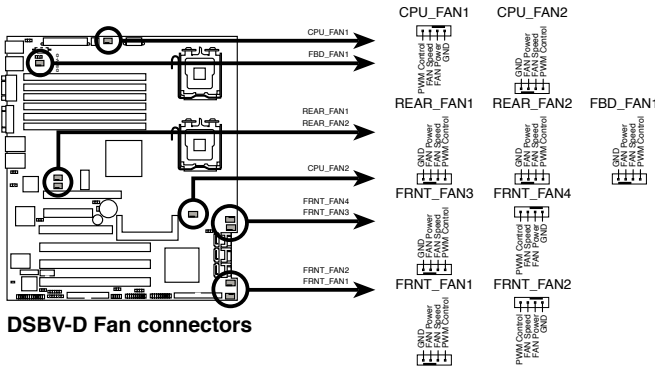 CPU_FAN1
FBD_FAN1
REAR_FAN1
REAR_FAN2
CPU_FAN2
FRNT_FAN4
FRNT_FAN3
FRNT_FAN2
FRNT_FAN1
DSBV-D Fan connectors
CPU_FAN1
PWM Control
FAN Speed
FAN Power
GND
CPU_FAN2
GND
FAN Power
FAN Speed
PWM Control
REAR_FAN1
GND
FAN Power
FAN Speed
PWM Control
REAR_FAN2
GND
FAN Power
FAN Speed
PWM Control
FBD_FAN1
GND
FAN Power
FAN Speed
PWM Control
FRNT_FAN3
GND
FAN Power
FAN Speed
PWM Control
FRNT_FAN4
PWM Control
FAN Speed
FAN Power
GND
FRNT_FAN1
GND
FAN Power
FAN Speed
PWM Control
FRNT_FAN2
PWM Control
FAN Speed
FAN Power
GND